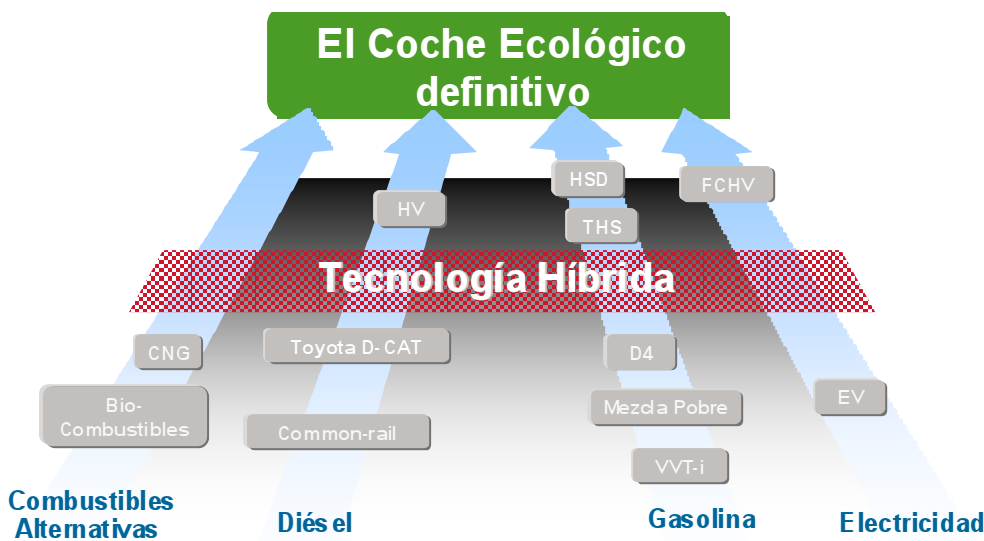 El Coche Ecológico
definitivo
HSD
FCHV
HV
THS
Tecnología Híbrida
CNG
Toyota D-CAT
D4
Bio-
Combustibles
Mezcla Pobre
EV
Common-rail
VVT-i
Combustibles
Alternativas
Diésel
Gasolina
Electricidad